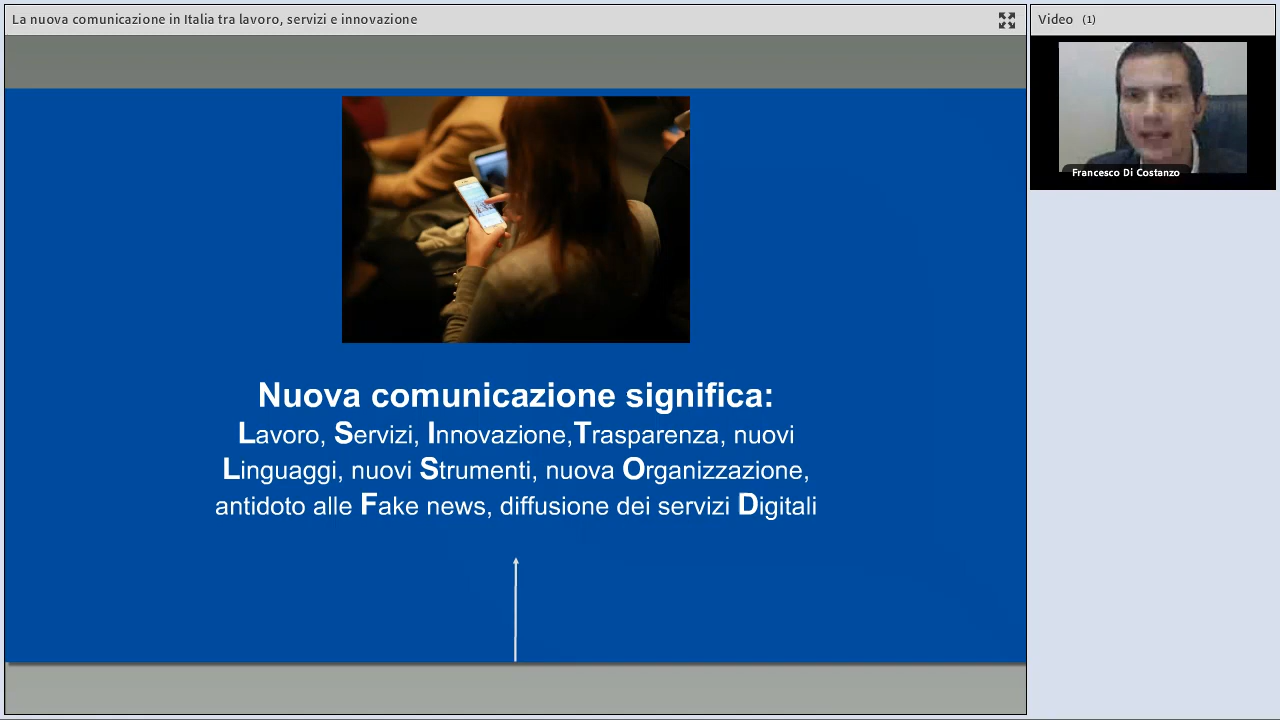 La nuova comunicazione in Italia tra lavoro, servizi e innovazione
Video (1)
Francesco Di Costanzo
Nuova comunicazione significa:
Lavoro, Servizi, Innovazione,Trasparenza, nuovi
Linguaggi, nuovi Strumenti, nuova Organizzazione,
antidoto alle Fake news, diffusione dei servizi Digitali